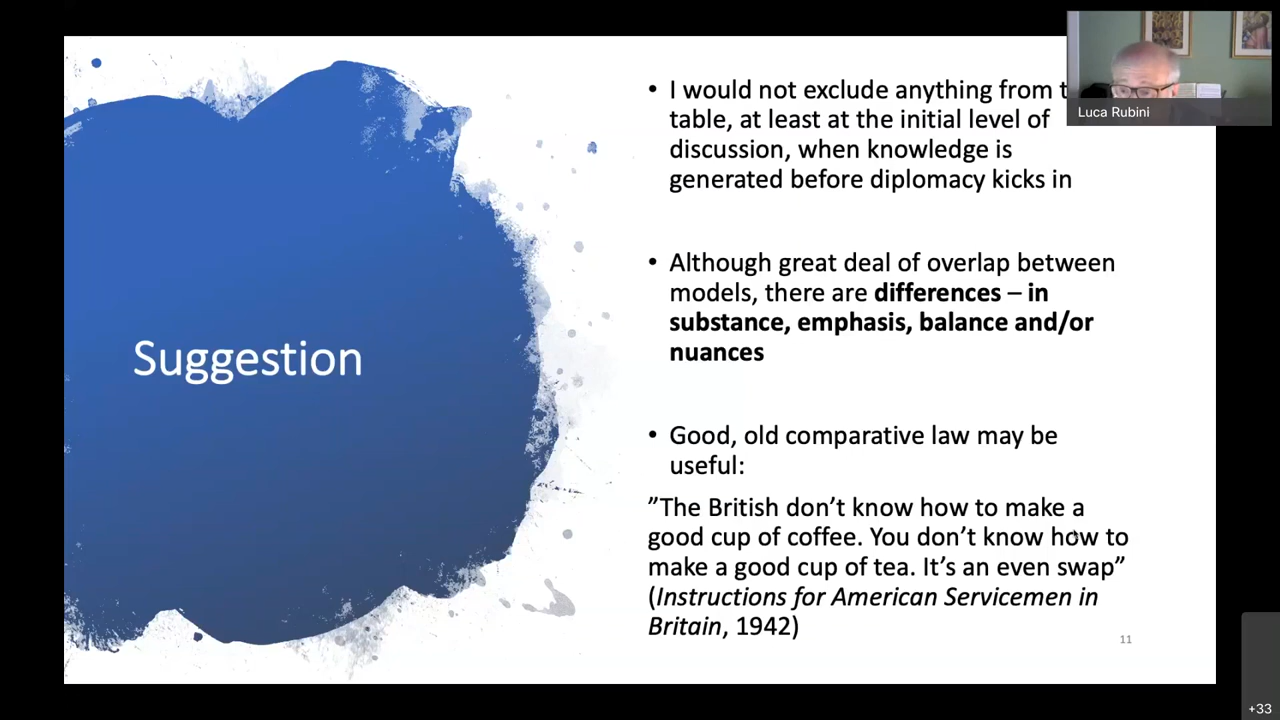 Suggestion
• I would not exclude anything from t
table, at least at the initial level of
discussion, when knowledge is
generated before diplomacy kicks in
• Although great deal of overlap between
models, there are differences – in
substance, emphasis, balance and/or
nuances
• Good, old comparative law may be
useful:
”The British don’t know how to make a
good cup of coffee. You don’t know how to
make a good cup of tea. It’s an even swap”
(Instructions for American Servicemen in
Britain, 1942)
11
Luca Rubini
+33